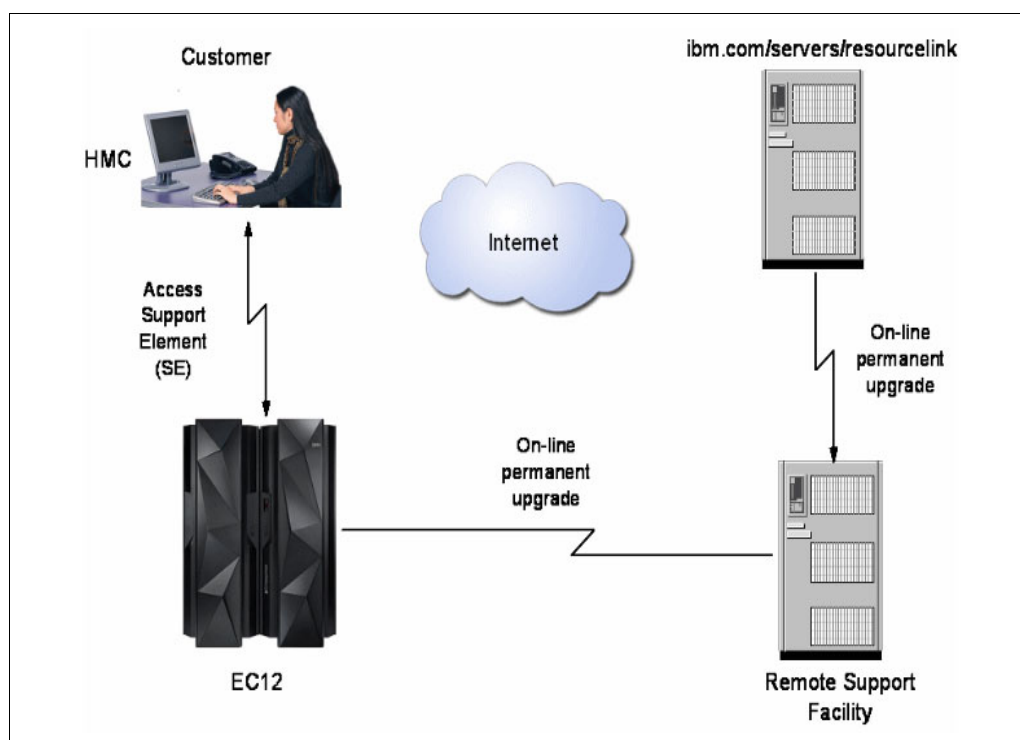 Customer
ibm.com/servers/resourcelink
HMC
Internet
Access
Support
Element
(SE)
On-line
permanent
upgrade
On-line
permanent
upgrade
EC12
Remote Support
Facility